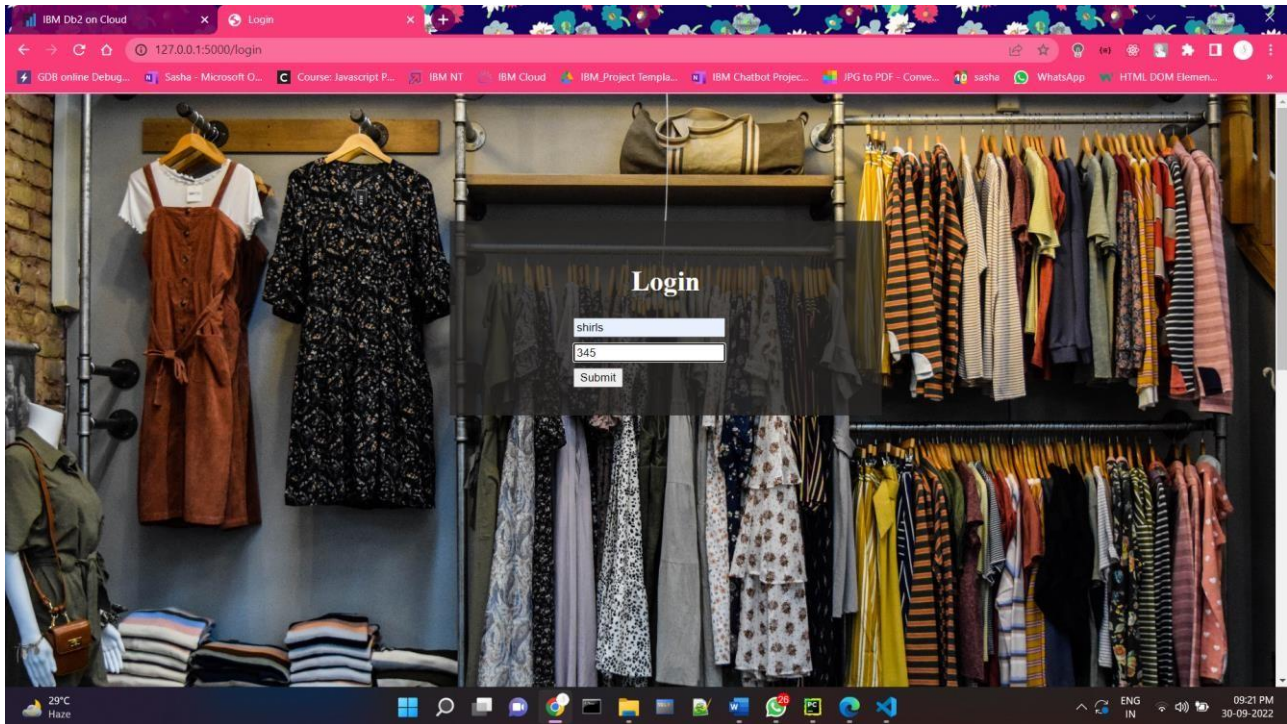 IBM Db2 on Cloud
Login
127.0.0.1:5000/login
GDB online Debug... Sasha - Microsoft O... Course: Javascript P... IBM NT IBM Cloud IBM_Project Templa... IBM Chatbot Projec... JPG to PDF - Conve... sasha WhatsApp HTML DOM Elemen... »
Login
shirls
345
Submit
29°C
Haze
26
ENG
IN
09:21 PM
30-09-2022